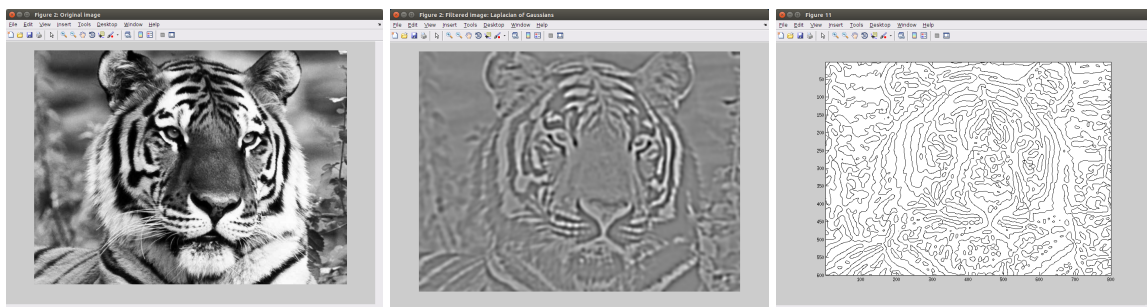 Figure 2: Original image
File Edit View Insert Tools Desktop Window Help
Figure 2: Filtered image: Laplacian of Gaussians
File Edit View Insert Tools Desktop Window Help
Figure 11
File Edit View Insert Tools Desktop Window Help
50
100
150
200
250
300
350
400
450
500
550
600
100 200 300 400 500 600 700 800